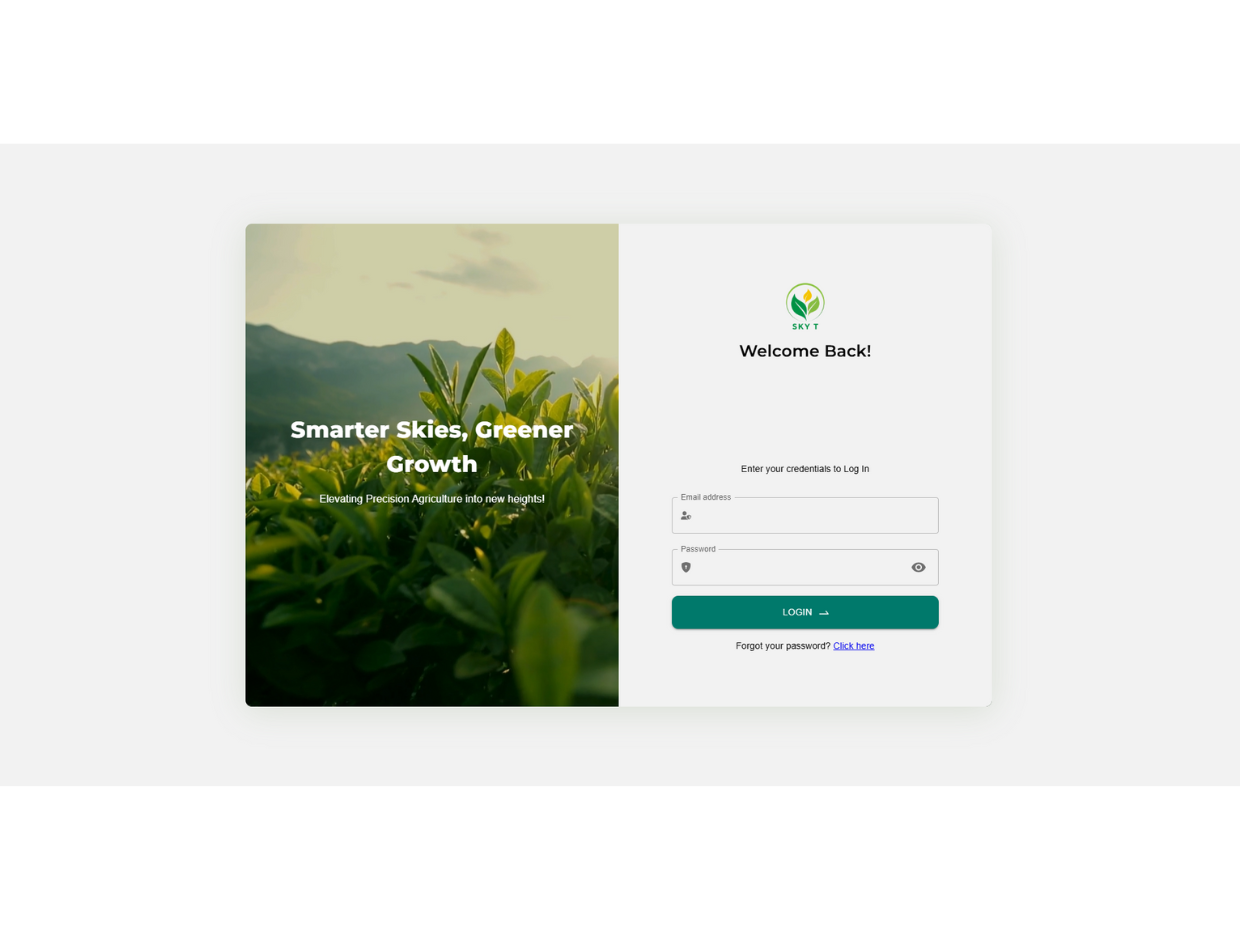 Smarter Skies, Greener
Growth
Elevating Precision Agriculture into new heights!
SKY T
Welcome Back!
Enter your credentials to Log In
Email address
Password
LOGIN
Forgot your password? Click here